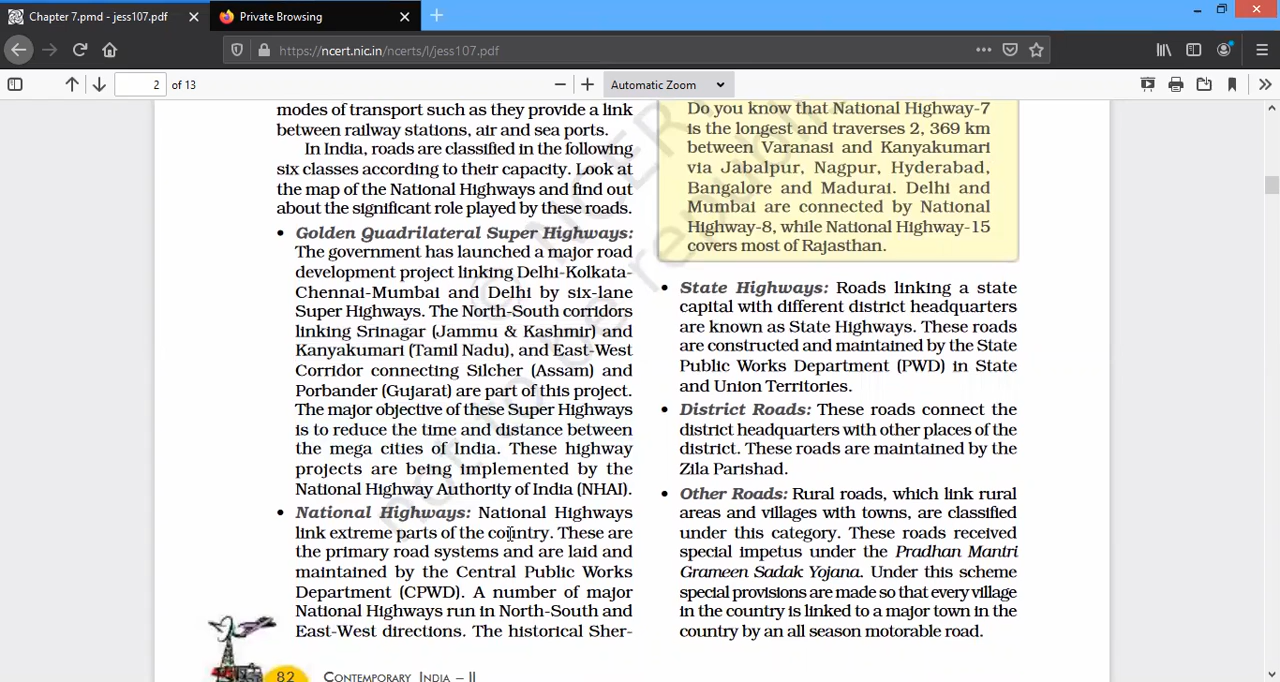 Chapter 7.pmd - jess107.pdf
Private Browsing
https://ncert.nic.in/ncerts/l/jess107.pdf
2 of 13
Automatic Zoom
modes of transport such as they provide a link
between railway stations, air and sea ports.
In India, roads are classified in the following
six classes according to their capacity. Look at
the map of the National Highways and find out
about the significant role played by these roads.
• Golden Quadrilateral Super Highways:
The government has launched a major road
development project linking Delhi-Kolkata-
Chennai-Mumbai and Delhi by six-lane
Super Highways. The North-South corridors
linking Srinagar (Jammu & Kashmir) and
Kanyakumari (Tamil Nadu), and East-West
Corridor connecting Silcher (Assam) and
Porbander (Gujarat) are part of this project.
The major objective of these Super Highways
is to reduce the time and distance between
the mega cities of India. These highway
projects are being implemented by the
National Highway Authority of India (NHAI).
• National Highways: National Highways
link extreme parts of the country. These are
the primary road systems and are laid and
maintained by the Central Public Works
Department (CPWD). A number of major
National Highways run in North-South and
East-West directions. The historical Sher-
82 Contemporary India – II
Do you know that National Highway-7
is the longest and traverses 2, 369 km
between Varanasi and Kanyakumari
via Jabalpur, Nagpur, Hyderabad,
Bangalore and Madurai. Delhi and
Mumbai are connected by National
Highway-8, while National Highway-15
covers most of Rajasthan.
• State Highways: Roads linking a state
capital with different district headquarters
are known as State Highways. These roads
are constructed and maintained by the State
Public Works Department (PWD) in State
and Union Territories.
• District Roads: These roads connect the
district headquarters with other places of the
district. These roads are maintained by the
Zila Parishad.
• Other Roads: Rural roads, which link rural
areas and villages with towns, are classified
under this category. These roads received
special impetus under the Pradhan Mantri
Grameen Sadak Yojana. Under this scheme
special provisions are made so that every village
in the country is linked to a major town in the
country by an all season motorable road.
© NCERT
not to be republi